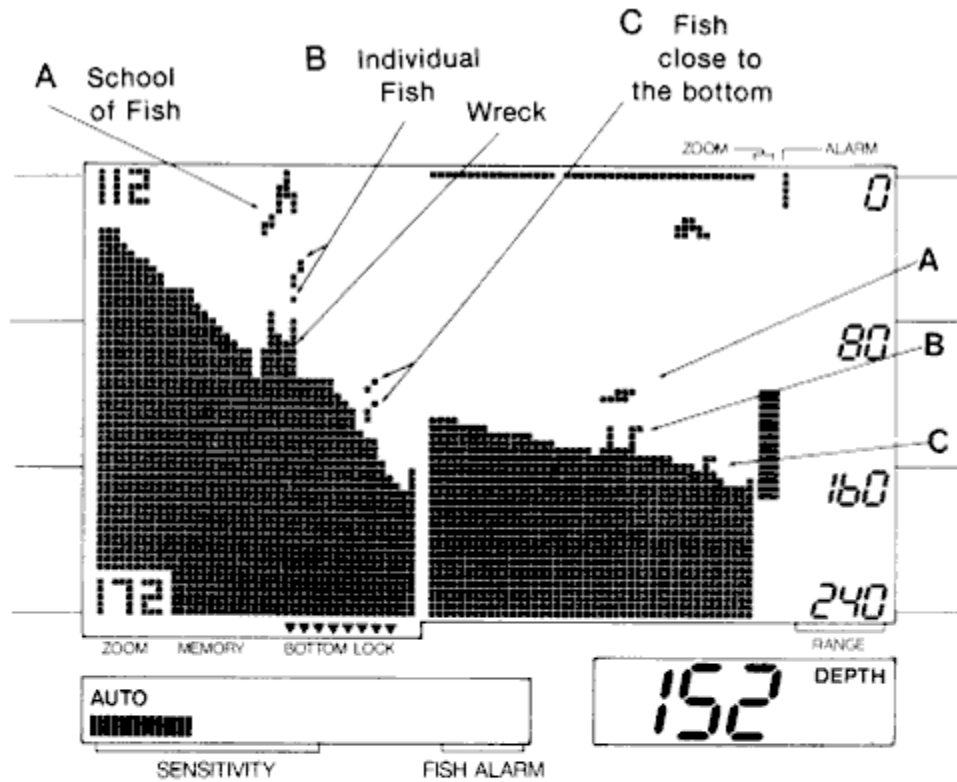 A School
of Fish
B Individual
Fish
Wreck
C Fish
close to
the bottom
ZOOM
ALARM
112
0
A
80
B
C
160
172
240
ZOOM
MEMORY
BOTTOM LOCK
RANGE
AUTO
152
DEPTH
SENSITIVITY
FISH ALARM